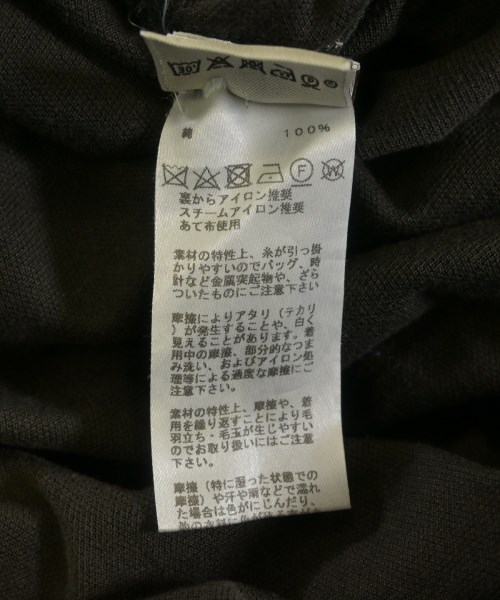 綿 100%
F W
裏からアイロン推奨
スチームアイロン推奨
あて布使用
素材の特性上、糸が引っ掛
かりやすいのでバッグ、時
計など金属突起物や、ざら
ついたものにご注意下さい
摩擦によりアタリ（テカリ
）が発生することや、白く
見えることがあります。着
用中の摩擦、部分的なつま
み洗い、およびアイロン処
理等による過度な摩擦にご
注意下さい。
素材の特性上、摩擦や、着
用を繰り返すことにより毛
羽立ち・毛玉が生じやすい
のでお取り扱いにはご注意
下さい。
摩擦（特に湿った状態での
摩擦）や汗や雨などで濡れ
た場合は色がにじんだり、
他の衣料に色が移る